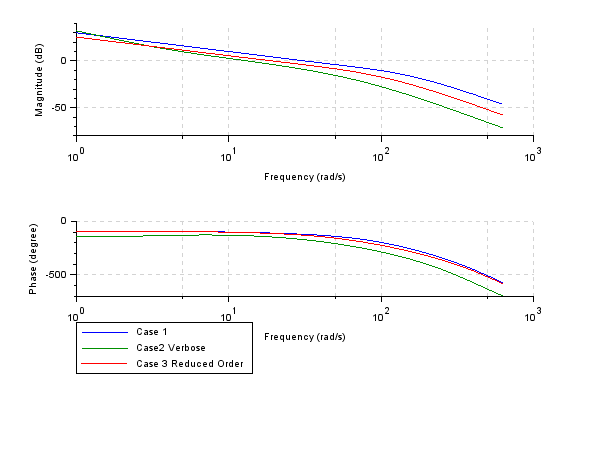 Magnitude (dB)
0
-50
10^0
10^1
10^2
10^3
Frequency (rad/s)
Phase (degree)
0
-500
10^0
10^1
10^2
10^3
Frequency (rad/s)
Case 1
Case2 Verbose
Case 3 Reduced Order